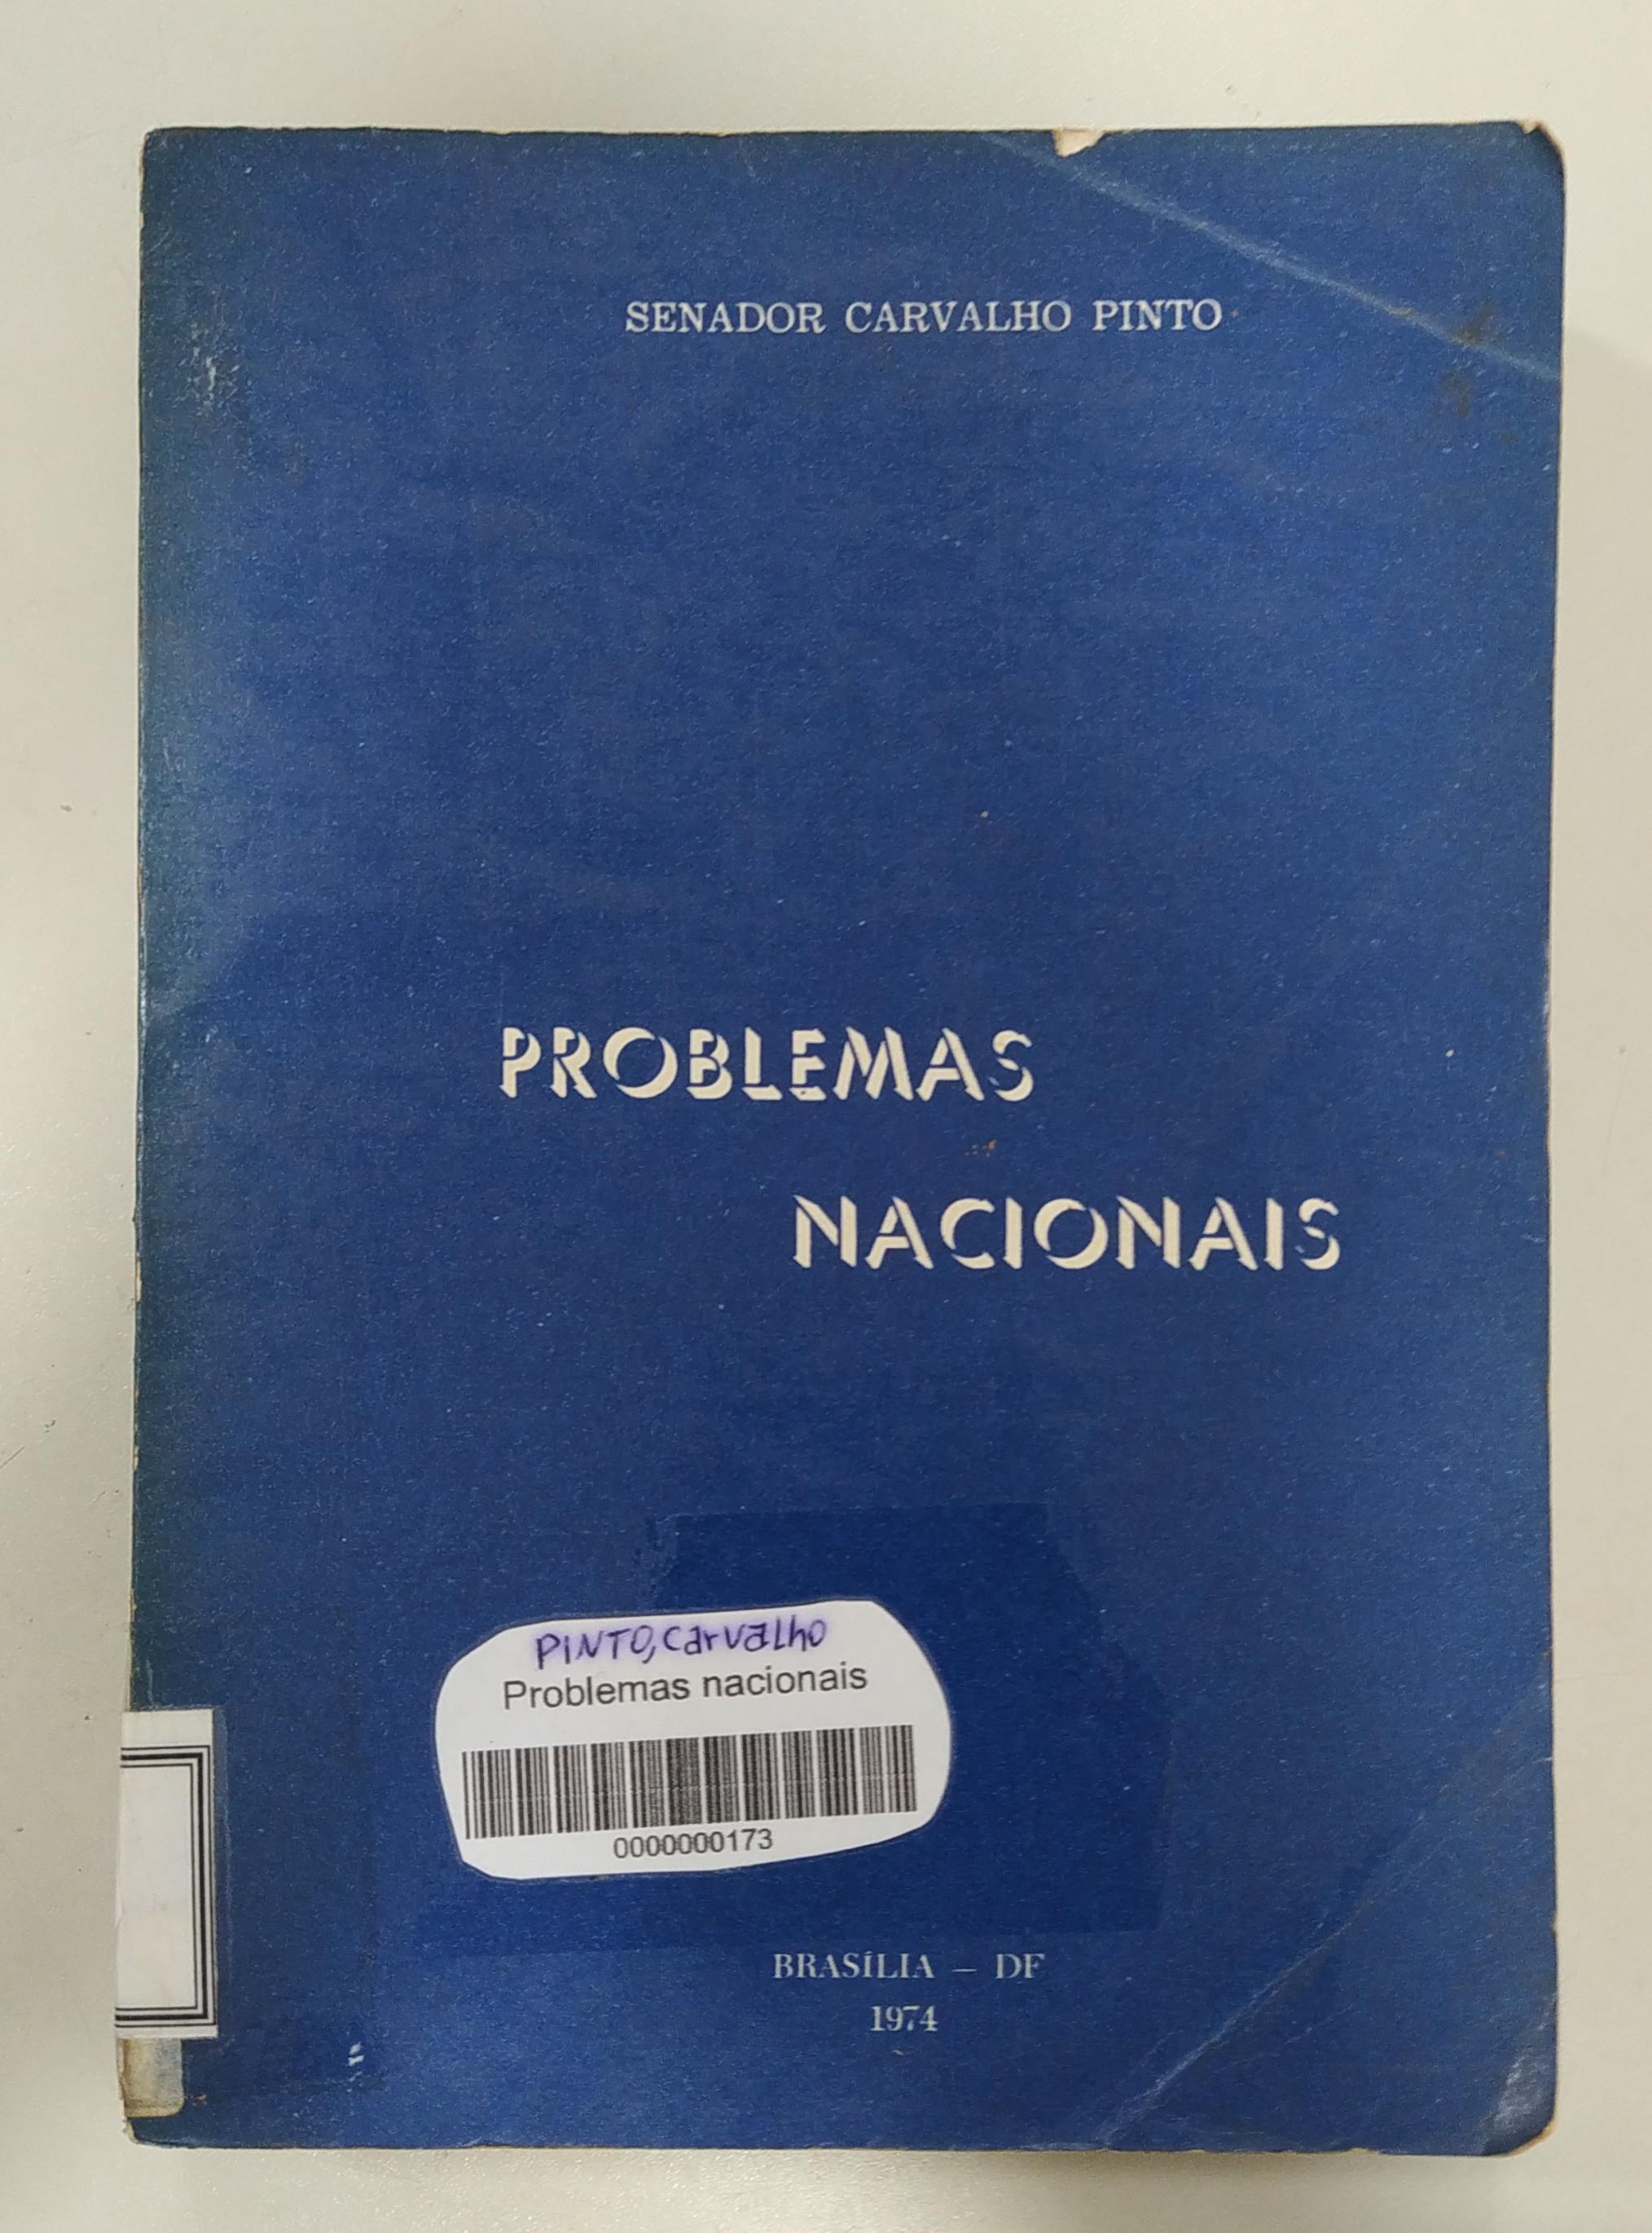 SENADOR CARVALHO PINTO
PROBLEMAS
NACIONAIS
PINTO, Carvalho
Problemas nacionais
0000000173
BRASÍLIA — DF
1974